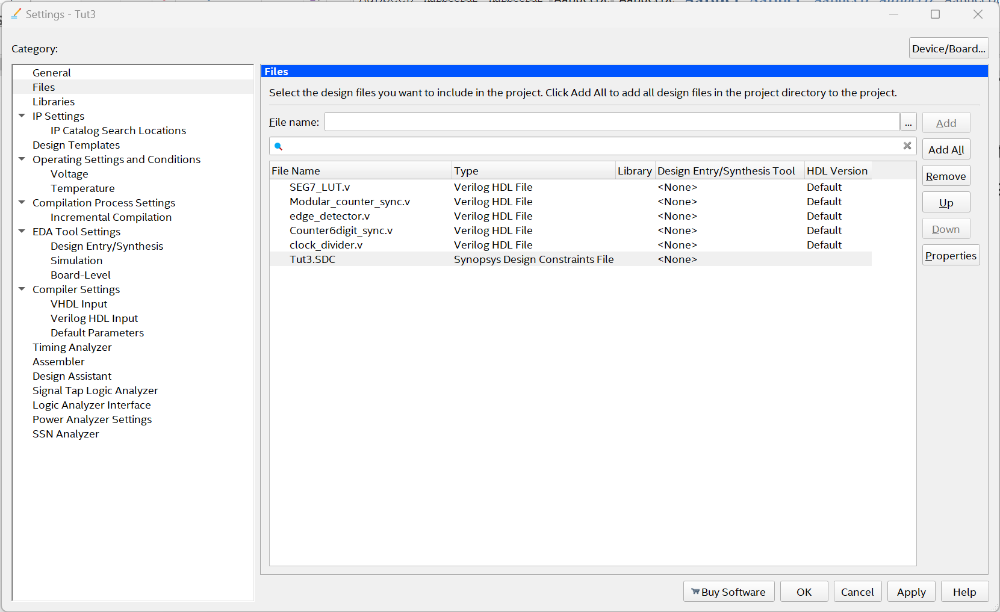 Settings - Tut3
Category:
Device/Board...
General
Files
Libraries
IP Settings
IP Catalog Search Locations
Design Templates
Operating Settings and Conditions
Voltage
Temperature
Compilation Process Settings
Incremental Compilation
EDA Tool Settings
Design Entry/Synthesis
Simulation
Board-Level
Compiler Settings
VHDL Input
Verilog HDL Input
Default Parameters
Timing Analyzer
Assembler
Design Assistant
Signal Tap Logic Analyzer
Logic Analyzer Interface
Power Analyzer Settings
SSN Analyzer
Files
Select the design files you want to include in the project. Click Add All to add all design files in the project directory to the project.
File name: ... Add
Add All
Remove
Up
Down
Properties
File Name Type Library Design Entry/Synthesis Tool HDL Version
SEG7_LUT.v Verilog HDL File <None> Default
Modular_counter_sync.v Verilog HDL File <None> Default
edge_detector.v Verilog HDL File <None> Default
Counter6digit_sync.v Verilog HDL File <None> Default
clock_divider.v Verilog HDL File <None> Default
Tut3.SDC Synopsys Design Constraints File <None>
Buy Software OK Cancel Apply Help